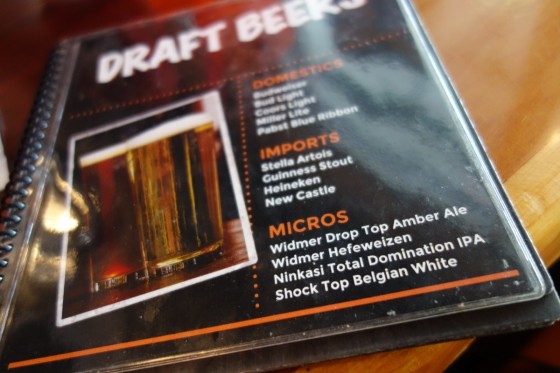 DRAFT BEERS
DOMESTICS
Budweiser
Bud Light
Coors Light
Miller Lite
Pabst Blue Ribbon
IMPORTS
Stella Artois
Guinness Stout
Heineken
New Castle
MICROS
Widmer Drop Top Amber Ale
Widmer Hefeweizen
Ninkasi Total Domination IPA
Shock Top Belgian White